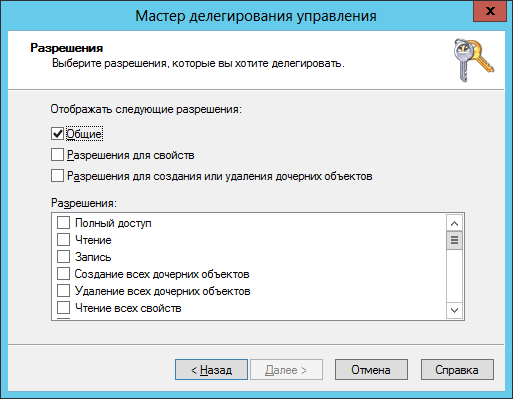 Мастер делегирования управления
x
Разрешения
Выберите разрешения, которые вы хотите делегировать.
Отображать следующие разрешения:
Общие
Разрешения для свойств
Разрешения для создания или удаления дочерних объектов
Разрешения:
Полный доступ
Чтение
Запись
Создание всех дочерних объектов
Удаление всех дочерних объектов
Чтение всех свойств
< Назад
Далее >
Отмена
Справка